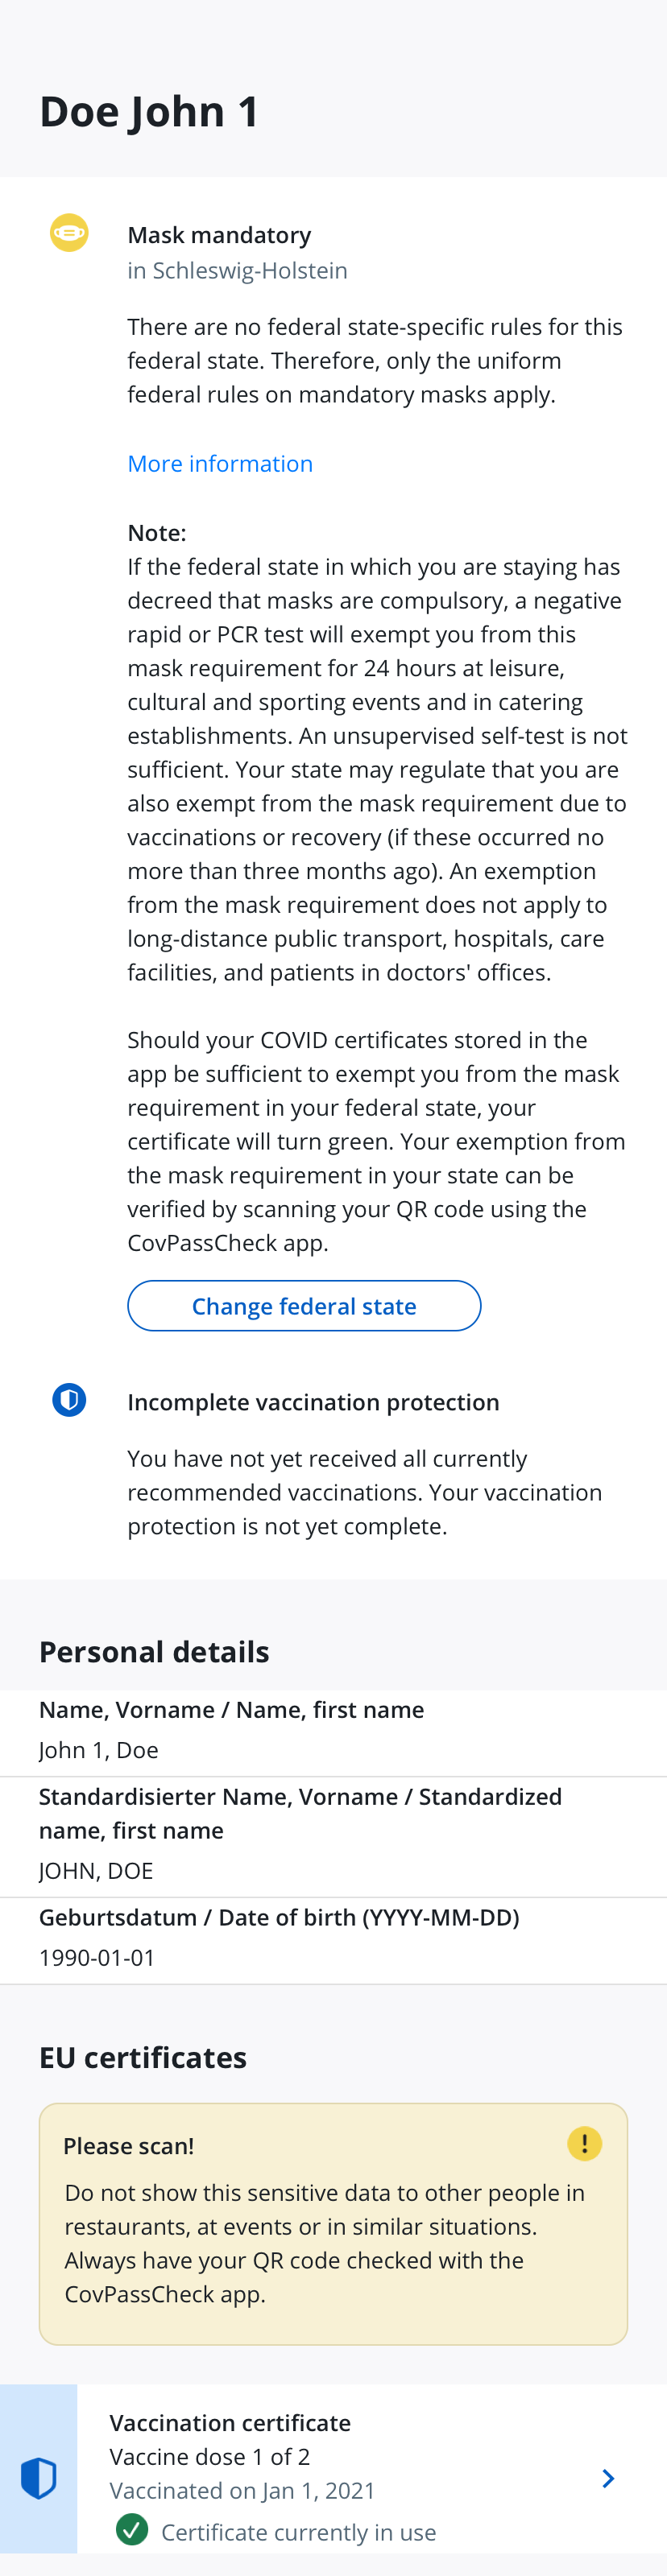 Doe John 1
Mask mandatory
in Schleswig-Holstein
There are no federal state-specific rules for this
federal state. Therefore, only the uniform
federal rules on mandatory masks apply.
More information
Note:
If the federal state in which you are staying has
decreed that masks are compulsory, a negative
rapid or PCR test will exempt you from this
mask requirement for 24 hours at leisure,
cultural and sporting events and in catering
establishments. An unsupervised self-test is not
sufficient. Your state may regulate that you are
also exempt from the mask requirement due to
vaccinations or recovery (if these occurred no
more than three months ago). An exemption
from the mask requirement does not apply to
long-distance public transport, hospitals, care
facilities, and patients in doctors' offices.
Should your COVID certificates stored in the
app be sufficient to exempt you from the mask
requirement in your federal state, your
certificate will turn green. Your exemption from
the mask requirement in your state can be
verified by scanning your QR code using the
CovPassCheck app.
Change federal state
Incomplete vaccination protection
You have not yet received all currently
recommended vaccinations. Your vaccination
protection is not yet complete.
Personal details
Name, Vorname / Name, first name
John 1, Doe
Standardisierter Name, Vorname / Standardized
name, first name
JOHN, DOE
Geburtsdatum / Date of birth (YYYY-MM-DD)
1990-01-01
EU certificates
Please scan!
Do not show this sensitive data to other people in
restaurants, at events or in similar situations.
Always have your QR code checked with the
CovPassCheck app.
Vaccination certificate
Vaccine dose 1 of 2
Vaccinated on Jan 1, 2021
Certificate currently in use